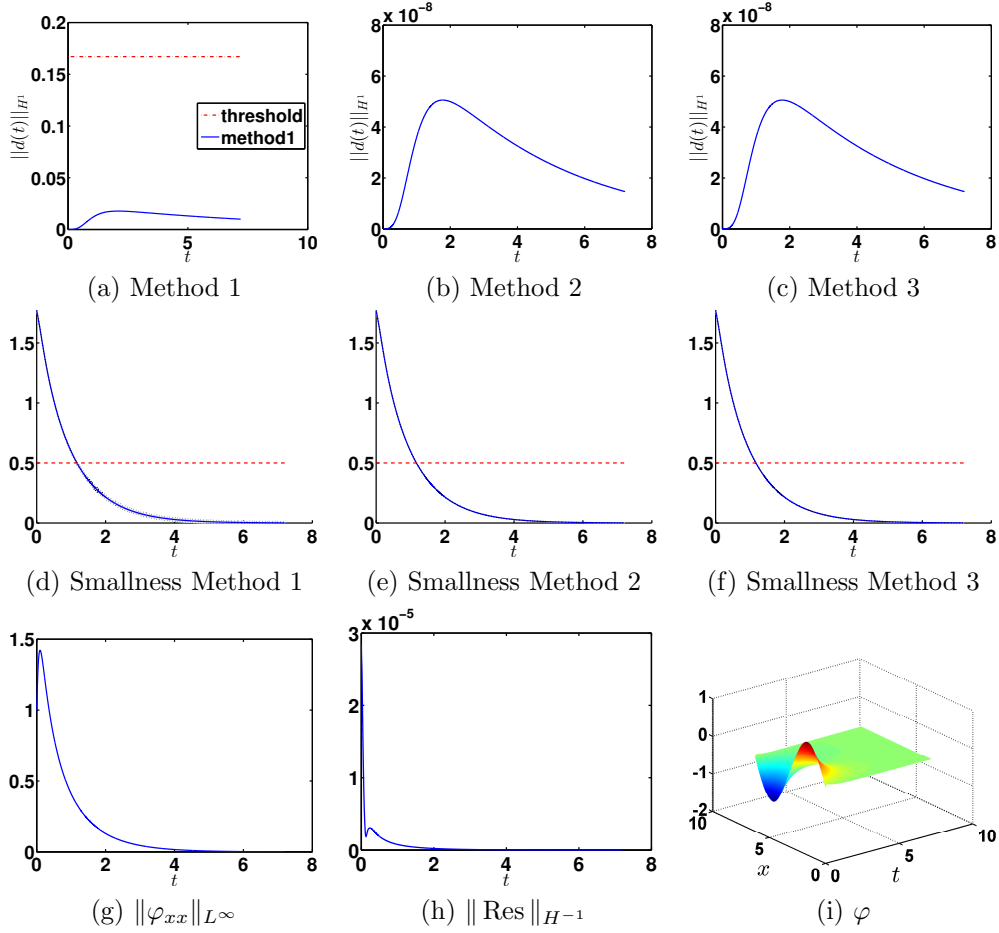 0.2
0.15
0.1
0.05
0
0 5 10
||d(t)||_{H^1}
t
threshold
method1
(a) Method 1
x 10^{-8}
8
6
4
2
0
0 2 4 6 8
||d(t)||_{H^1}
t
(b) Method 2
x 10^{-8}
8
6
4
2
0
0 2 4 6 8
||d(t)||_{H^1}
t
(c) Method 3
1.5
1
0.5
0
0 2 4 6 8
t
(d) Smallness Method 1
1.5
1
0.5
0
0 2 4 6 8
t
(e) Smallness Method 2
1.5
1
0.5
0
0 2 4 6 8
t
(f) Smallness Method 3
1.5
1
0.5
0
0 2 4 6 8
t
(g) ‖φ_{xx}‖_{L^∞}
x 10^{-5}
3
2
1
0
0 2 4 6 8
t
(h) ‖ Res ‖_{H^{-1}}
1
0
-1
-2
10
5
0
x
0
5
10
t
(i) φ